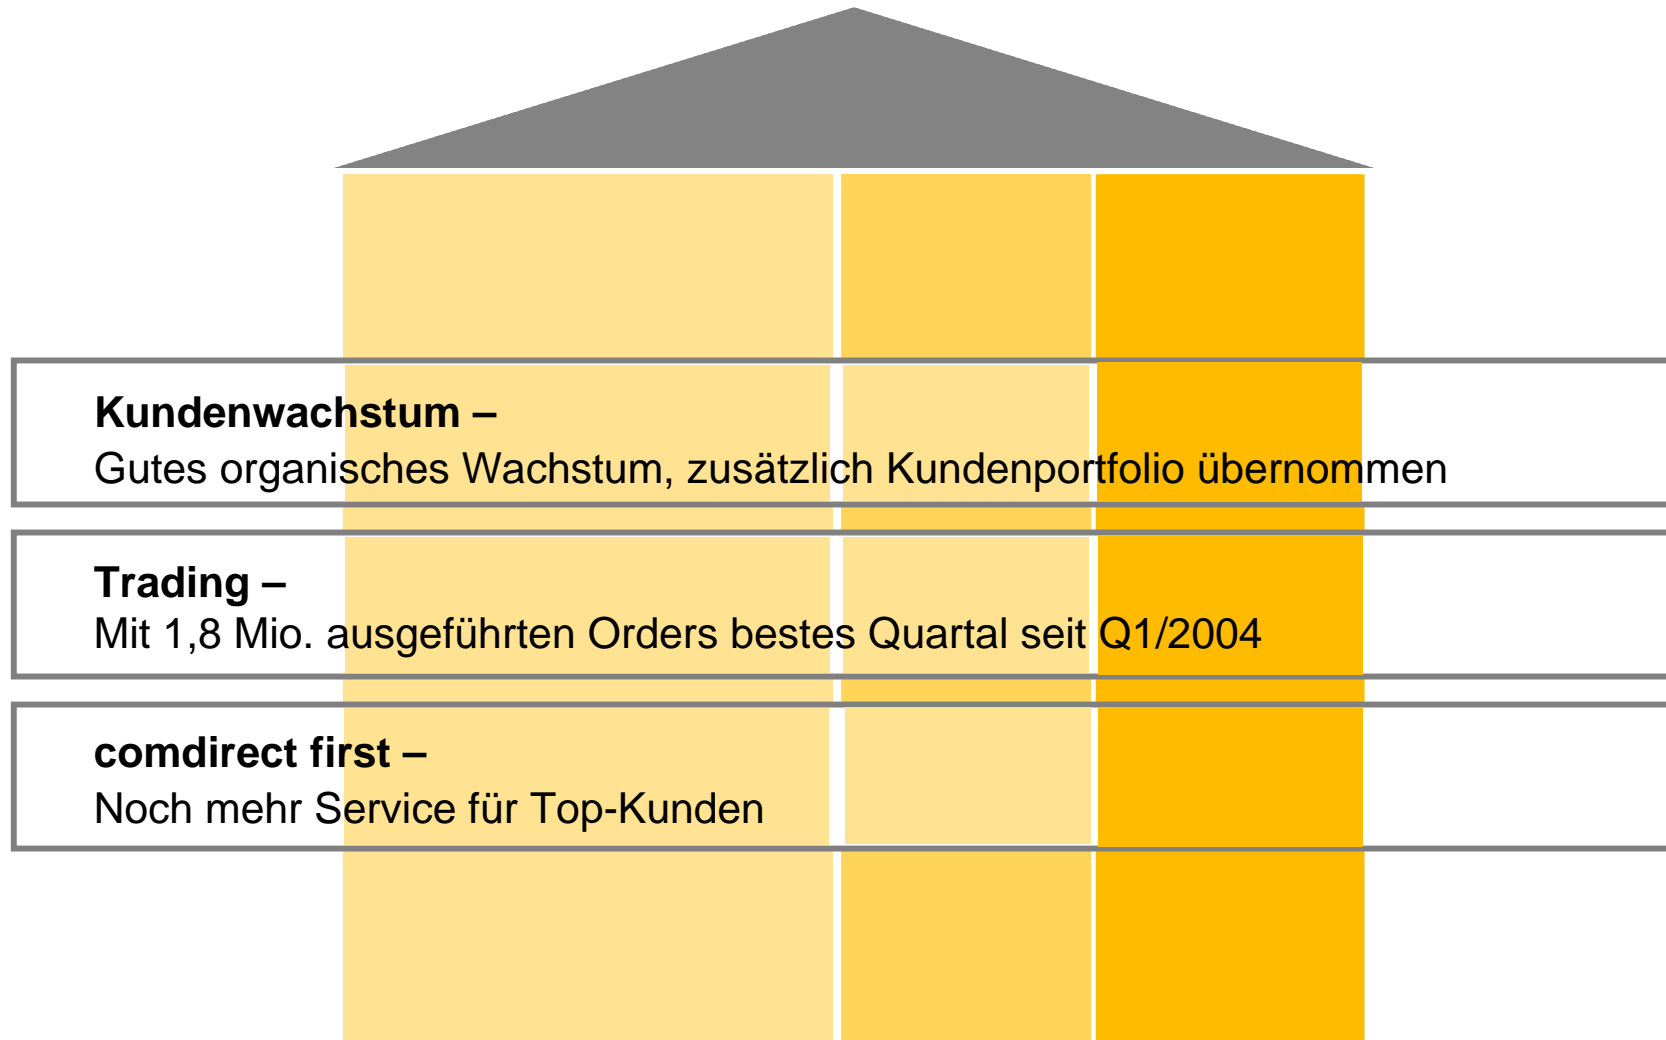 Kundenwachstum –
Gutes organisches Wachstum, zusätzlich Kundenportfolio übernommen
Trading –
Mit 1,8 Mio. ausgeführten Orders bestes Quartal seit Q1/2004
comdirect first –
Noch mehr Service für Top-Kunden